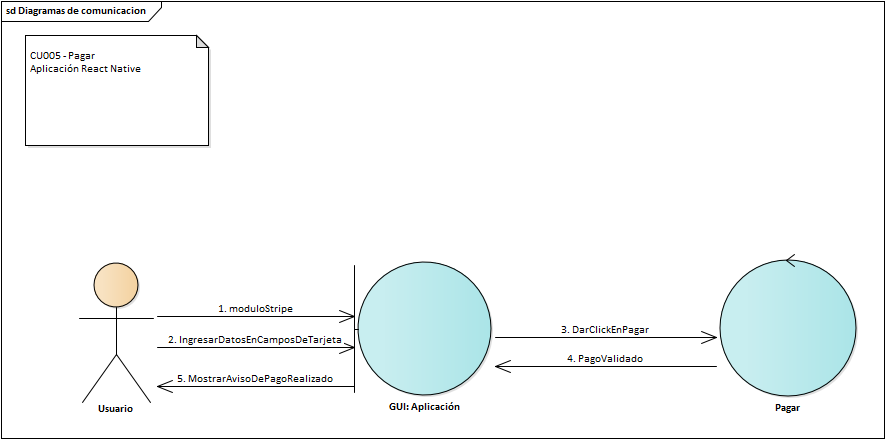 sd Diagramas de comunicacion
CU005 - Pagar
Aplicación React Native
1. moduloStripe
2. IngresarDatosEnCamposDeTarjeta
3. DarClickEnPagar
4. PagoValidado
5. MostrarAvisoDePagoRealizado
Usuario
GUI: Aplicación
Pagar